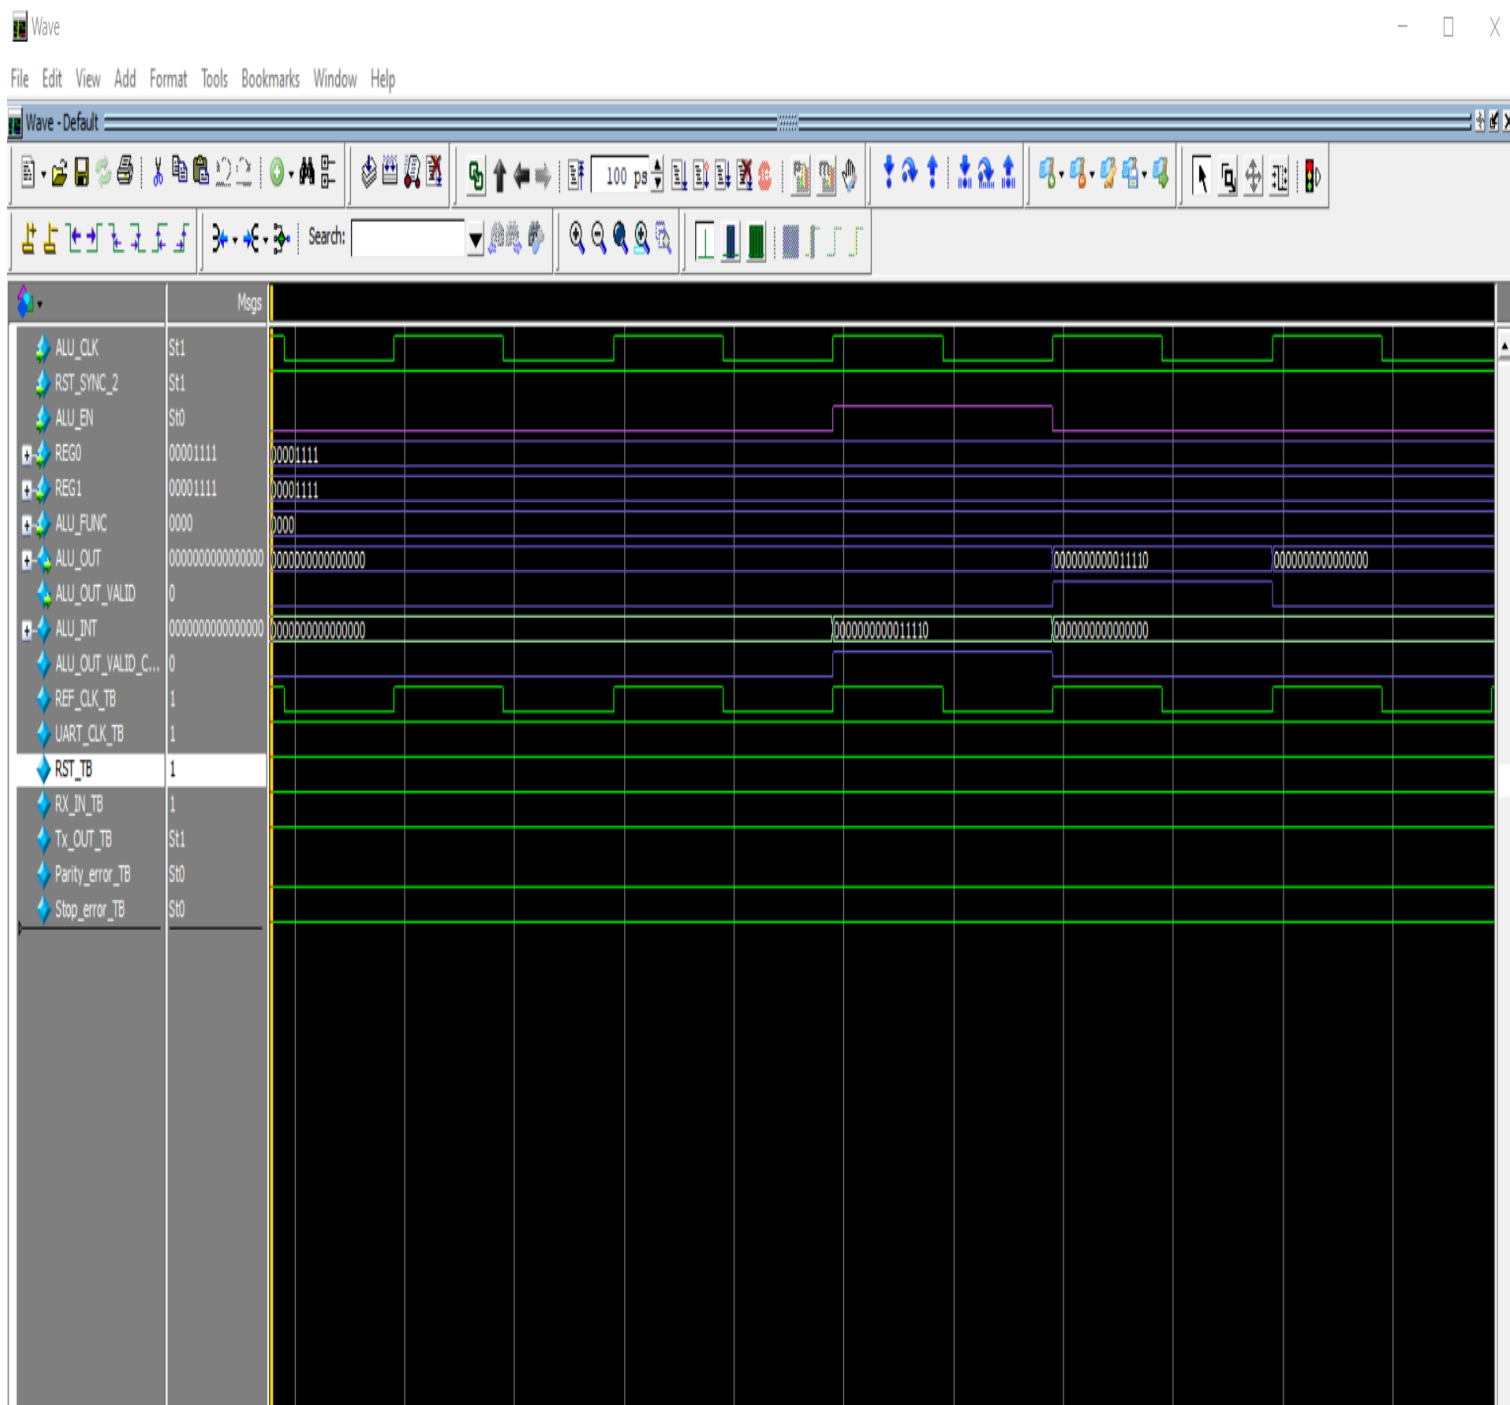 Wave
File Edit View Add Format Tools Bookmarks Window Help
Wave - Default
100 ps
Search:
Msgs
ALU_CLK St1
RST_SYNC_2 St1
ALU_EN St0
REG0 00001111 00001111
REG1 00001111 00001111
ALU_FUNC 0000 0000
ALU_OUT 0000000000000000 0000000000000000 0000000000011110 0000000000000000
ALU_OUT_VALID 0
ALU_INT 0000000000000000 0000000000000000 0000000000011110 0000000000000000
ALU_OUT_VALID_C... 0
REF_CLK_TB 1
UART_CLK_TB 1
RST_TB 1
RX_IN_TB 1
Tx_OUT_TB St1
Parity_error_TB St0
Stop_error_TB St0